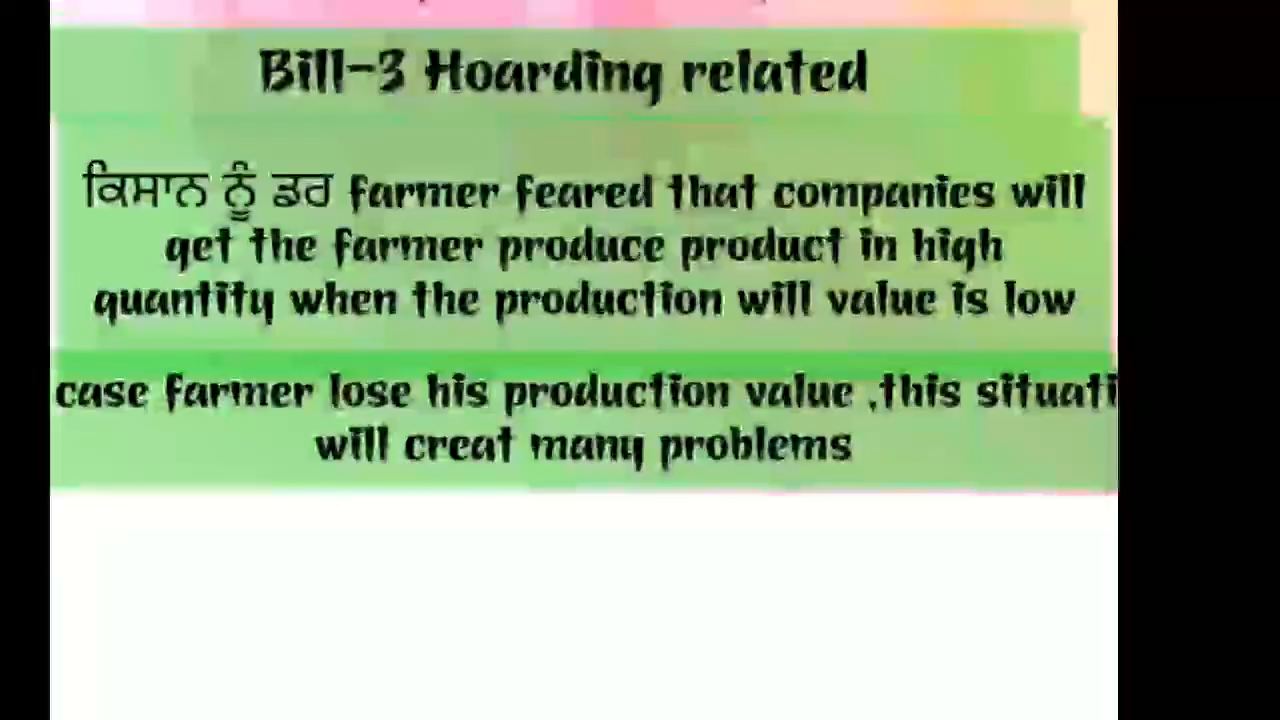 Bill-3 Hoarding related
ਕਿਸਾਨ ਨੂੰ ਡਰ farmer feared that companies will
get the farmer produce product in high
quantity when the production will value is low
case farmer lose his production value ,this situati
will creat many problems